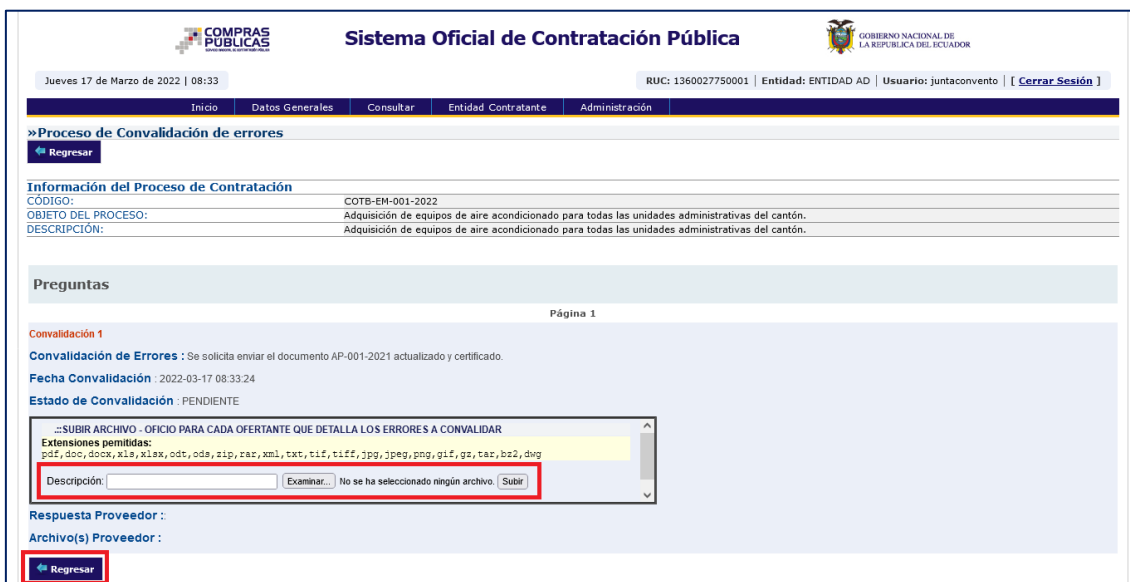 COMPRAS
PÚBLICAS
Sistema Oficial de Contratación Pública
GOBIERNO NACIONAL DE
LA REPUBLICA DEL ECUADOR
Jueves 17 de Marzo de 2022 | 08:33
RUC: 1360027750001 | Entidad: ENTIDAD AD | Usuario: juntaconvento | [ Cerrar Sesión ]
Inicio Datos Generales Consultar Entidad Contratante Administración
»Proceso de Convalidación de errores
Regresar
Información del Proceso de Contratación
CÓDIGO: COTB-EM-001-2022
OBJETO DEL PROCESO: Adquisición de equipos de aire acondicionado para todas las unidades administrativas del cantón.
DESCRIPCIÓN: Adquisición de equipos de aire acondicionado para todas las unidades administrativas del cantón.
Preguntas
Página 1
Convalidación 1
Convalidación de Errores : Se solicita enviar el documento AP-001-2021 actualizado y certificado.
Fecha Convalidación : 2022-03-17 08:33:24
Estado de Convalidación : PENDIENTE
.::SUBIR ARCHIVO - OFICIO PARA CADA OFERTANTE QUE DETALLA LOS ERRORES A CONVALIDAR
Extensiones pemitidas:
pdf,doc,docx,xls,xlsx,odt,ods,zip,rar,xml,txt,tif,tiff,jpg,jpeg,png,gif,gz,tar,bz2,dwg
Descripción: Examinar... No se ha seleccionado ningún archivo. Subir
Respuesta Proveedor ::
Archivo(s) Proveedor :
Regresar